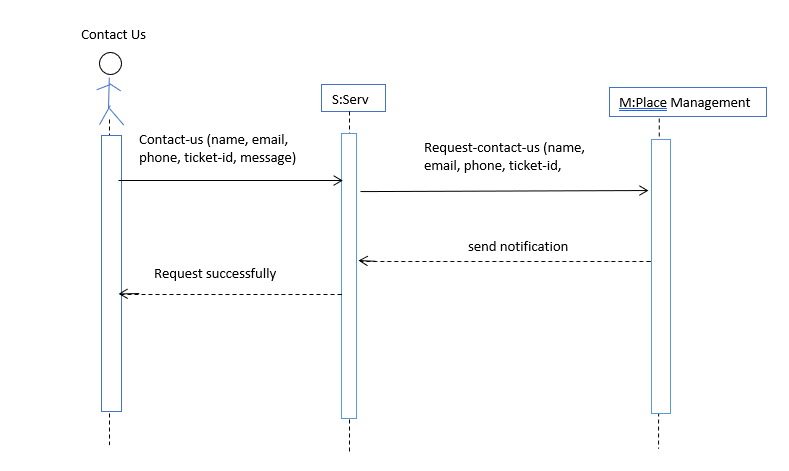 Contact Us
S:Serv
M:Place Management
Contact-us (name, email,
phone, ticket-id, message)
Request-contact-us (name,
email, phone, ticket-id,
send notification
Request successfully